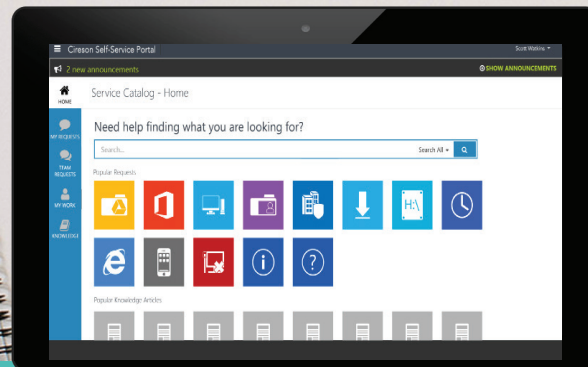 Cireson Self-Service Portal
Scott Watkins
2 new announcements
SHOW ANNOUNCEMENTS
HOME
Service Catalog - Home
MY REQUESTS
TEAM
REQUESTS
MY WORK
KNOWLEDGE
Need help finding what you are looking for?
Search...
Search All
Popular Requests
H:\
Popular Knowledge Articles